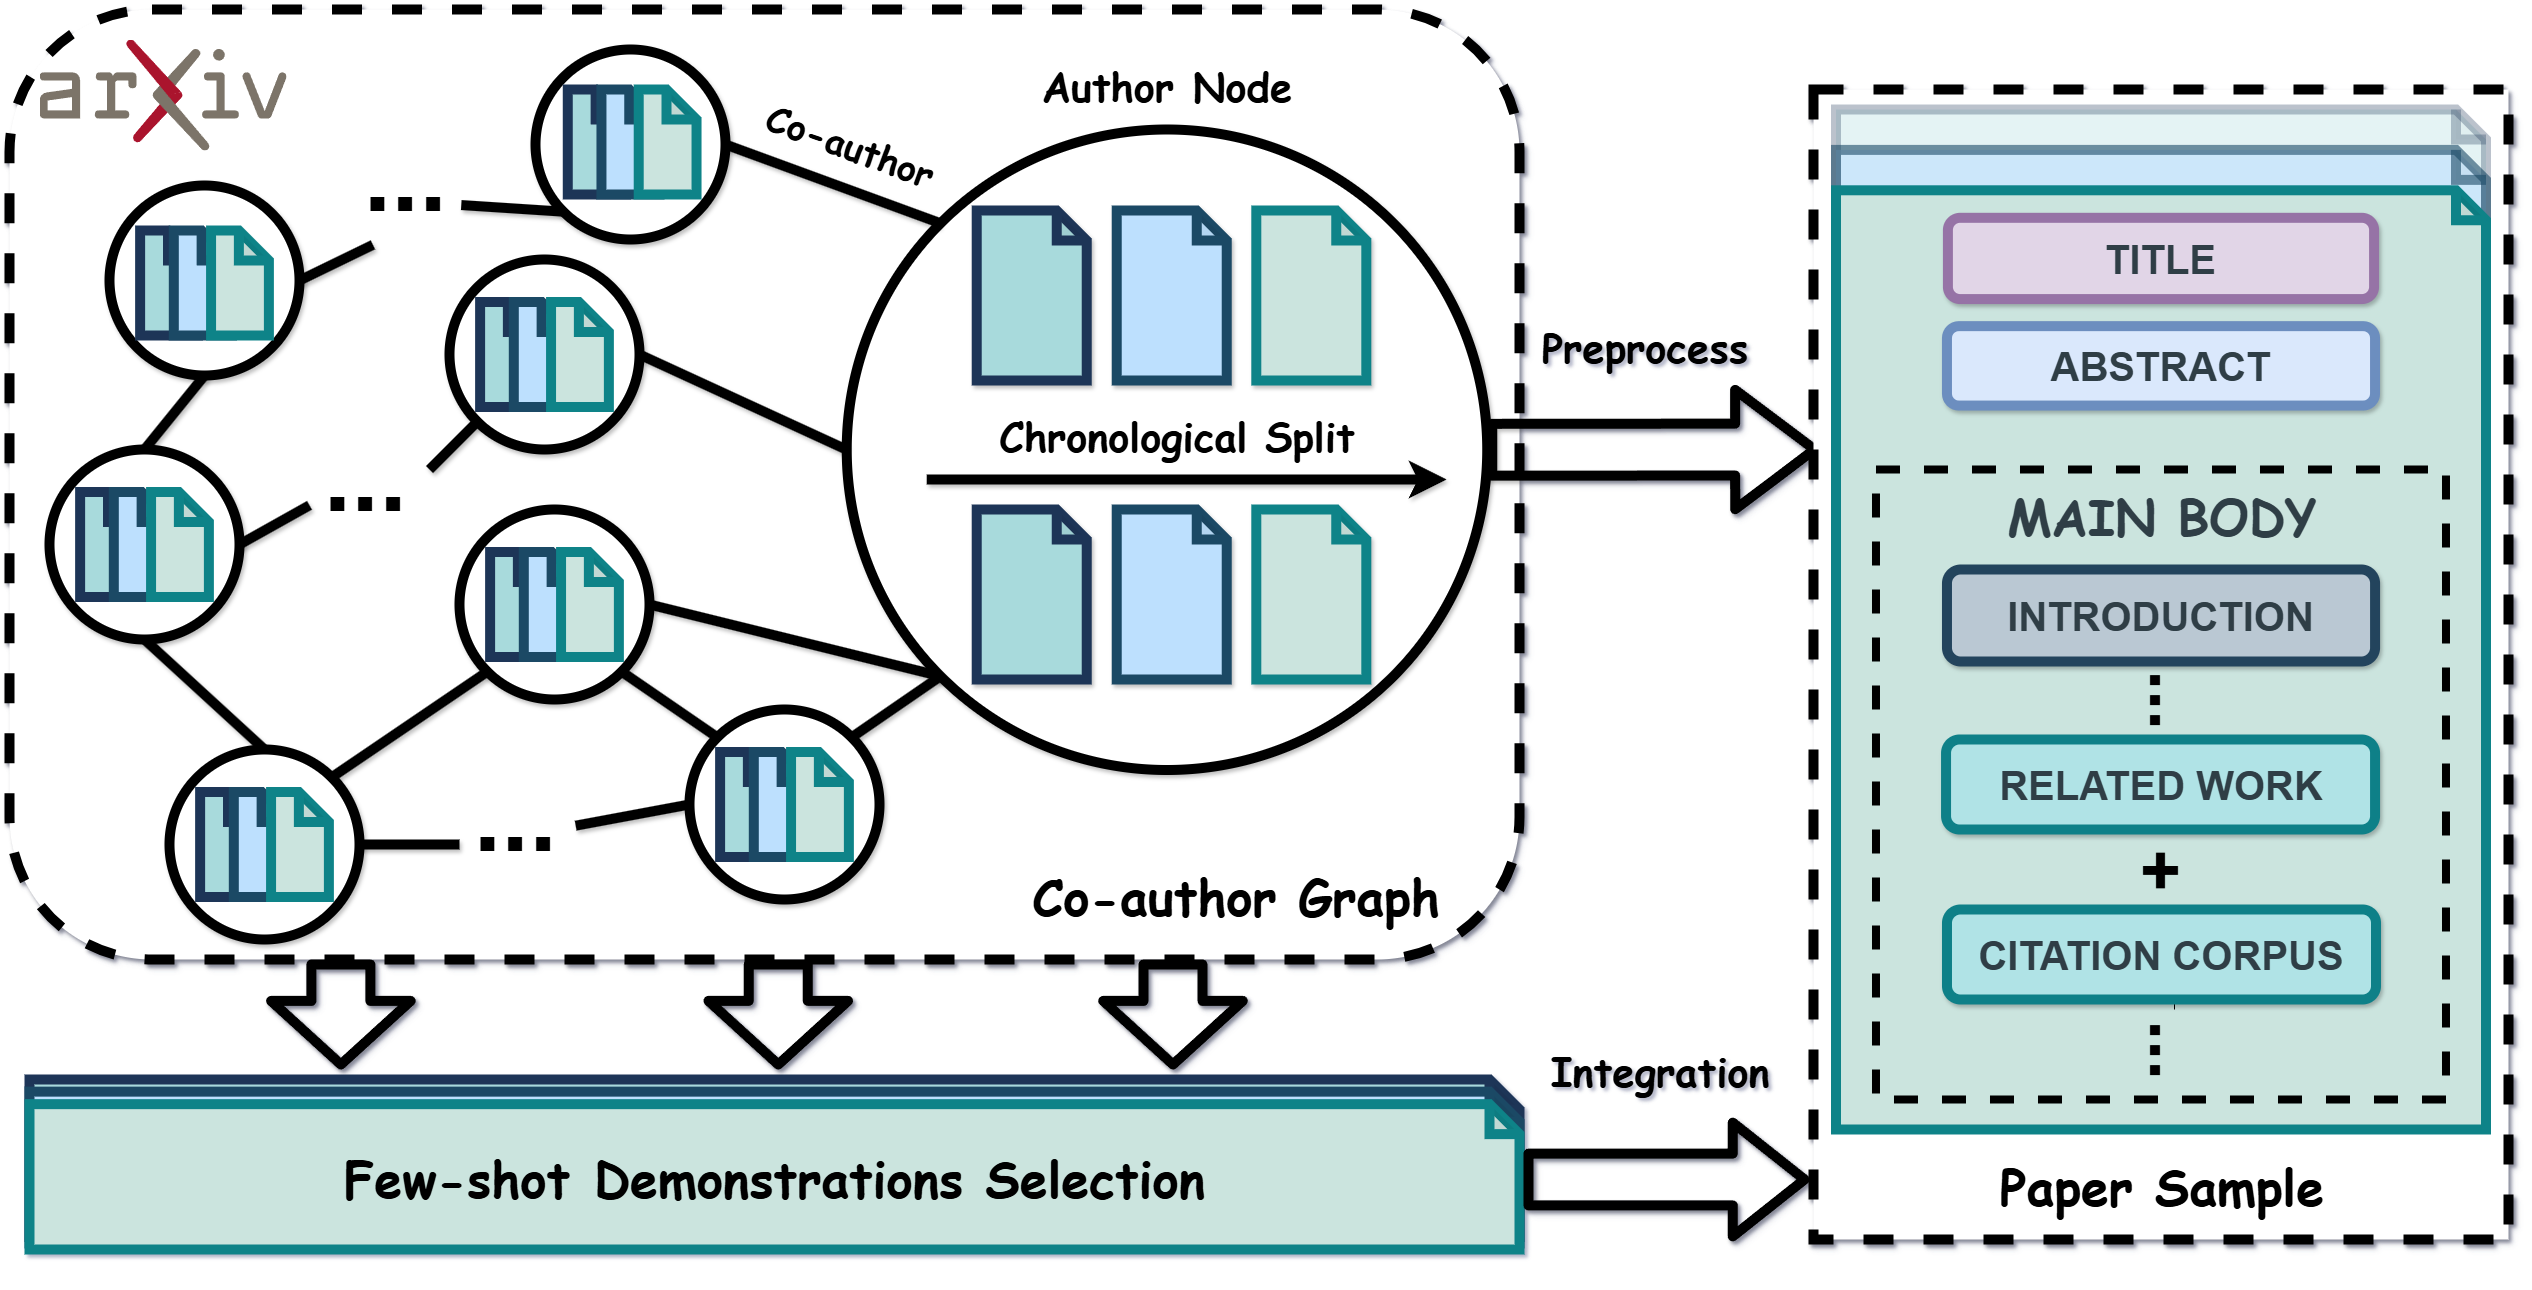 arXiv
Co-author
Author Node
Chronological Split
Co-author Graph
Preprocess
TITLE
ABSTRACT
MAIN BODY
INTRODUCTION
RELATED WORK
+
CITATION CORPUS
Paper Sample
Few-shot Demonstrations Selection
Integration